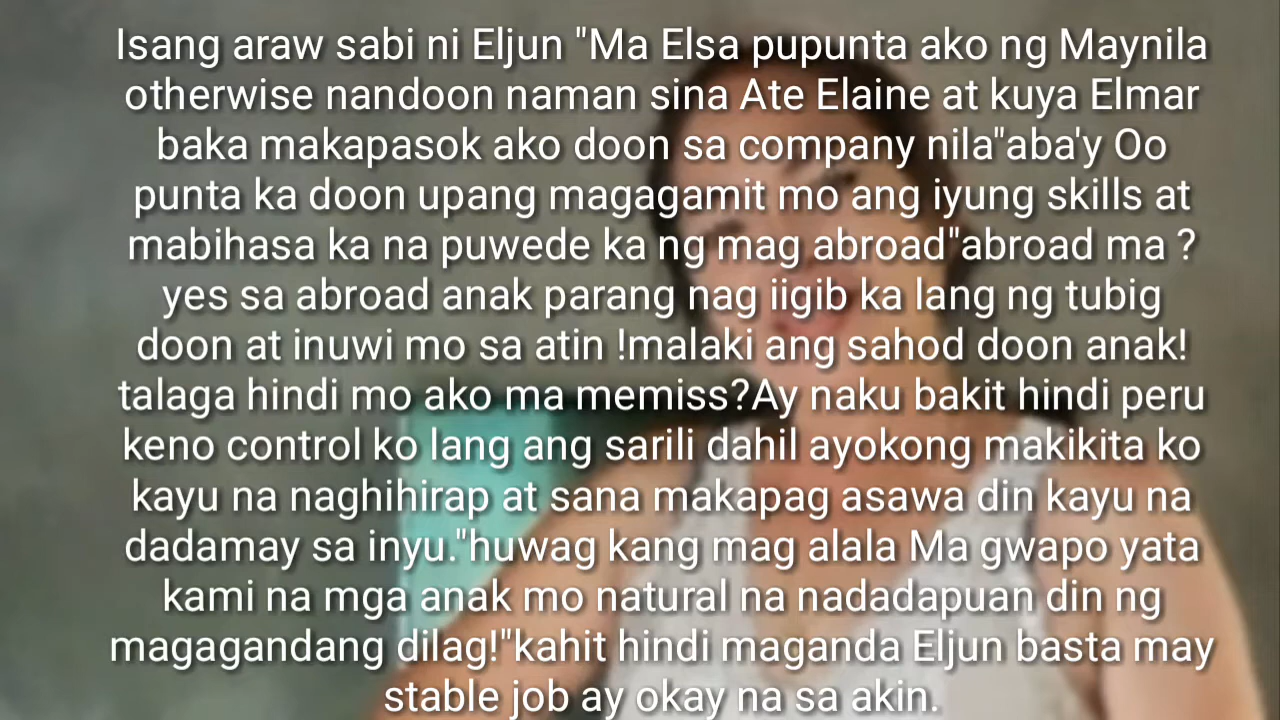 Isang araw sabi ni Eljun "Ma Elsa pupunta ako ng Maynila
otherwise nandoon naman sina Ate Elaine at kuya Elmar
baka makapasok ako doon sa company nila"aba'y Oo
punta ka doon upang magagamit mo ang iyung skills at
mabihasa ka na puwede ka ng mag abroad"abroad ma ?
yes sa abroad anak parang nag iigib ka lang ng tubig
doon at inuwi mo sa atin !malaki ang sahod doon anak!
talaga hindi mo ako ma memiss?Ay naku bakit hindi peru
keno control ko lang ang sarili dahil ayokong makikita ko
kayu na naghihirap at sana makapag asawa din kayu na
dadamay sa inyu."huwag kang mag alala Ma gwapo yata
kami na mga anak mo natural na nadadapuan din ng
magagandang dilag!"kahit hindi maganda Eljun basta may
stable job ay okay na sa akin.